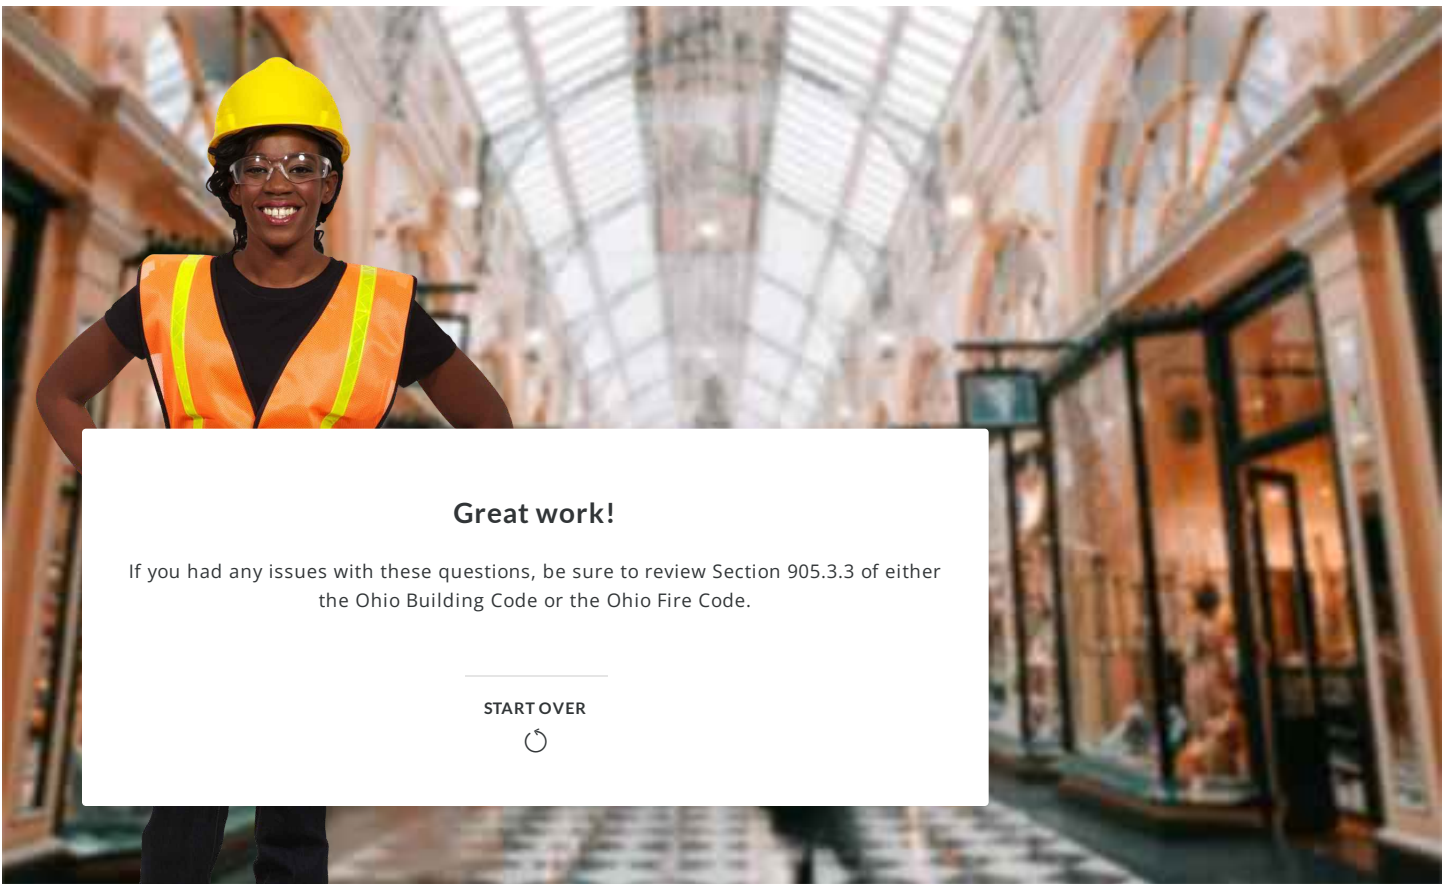 Great work!
If you had any issues with these questions, be sure to review Section 905.3.3 of either
the Ohio Building Code or the Ohio Fire Code.
START OVER